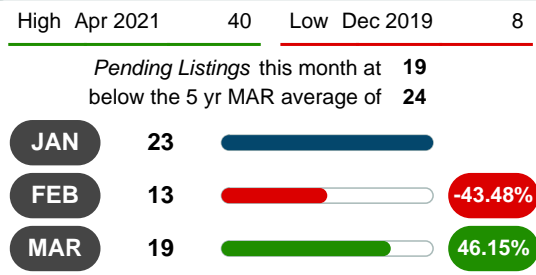 High Apr 2021 40 Low Dec 2019 8
Pending Listings this month at 19
below the 5 yr MAR average of 24
JAN 23
FEB 13 -43.48%
MAR 19 46.15%